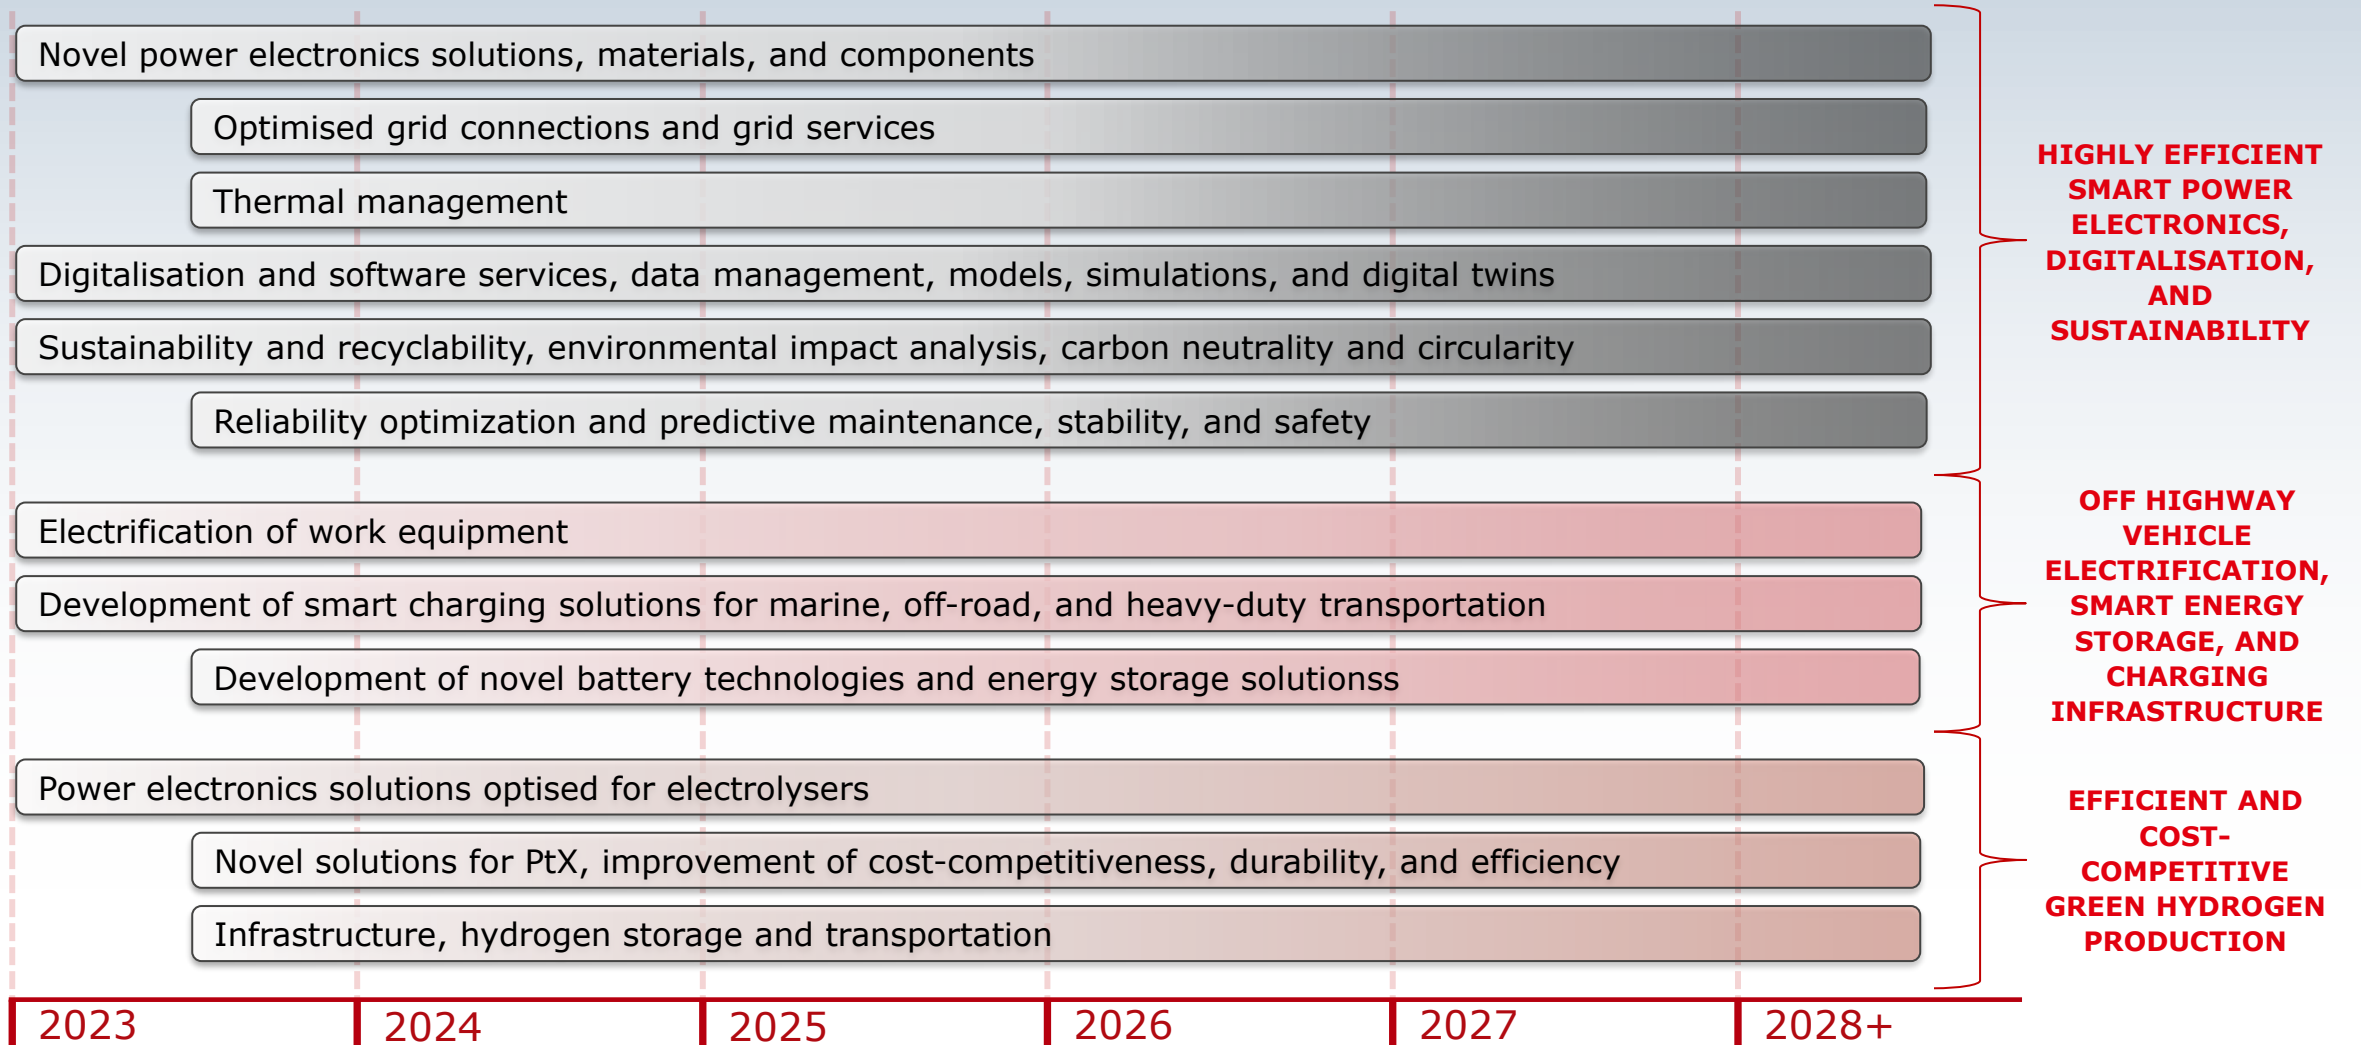 Novel power electronics solutions, materials, and components
Optimised grid connections and grid services
Thermal management
Digitalisation and software services, data management, models, simulations, and digital twins
Sustainability and recyclability, environmental impact analysis, carbon neutrality and circularity
Reliability optimization and predictive maintenance, stability, and safety
HIGHLY EFFICIENT
SMART POWER
ELECTRONICS,
DIGITALISATION,
AND
SUSTAINABILITY
Electrification of work equipment
Development of smart charging solutions for marine, off-road, and heavy-duty transportation
Development of novel battery technologies and energy storage solutionss
OFF HIGHWAY
VEHICLE
ELECTRIFICATION,
SMART ENERGY
STORAGE, AND
CHARGING
INFRASTRUCTURE
Power electronics solutions optised for electrolysers
Novel solutions for PtX, improvement of cost-competitiveness, durability, and efficiency
Infrastructure, hydrogen storage and transportation
EFFICIENT AND
COST-
COMPETITIVE
GREEN HYDROGEN
PRODUCTION
2023
2024
2025
2026
2027
2028+